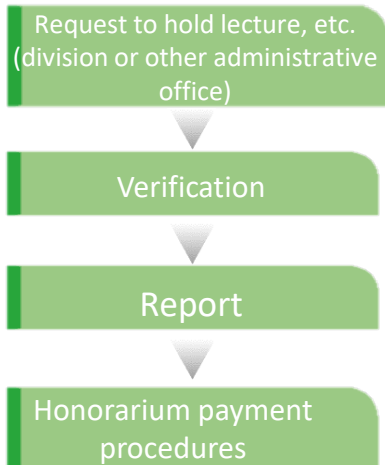 Request to hold lecture, etc.
(division or other administrative
office)
Verification
Report
Honorarium payment
procedures